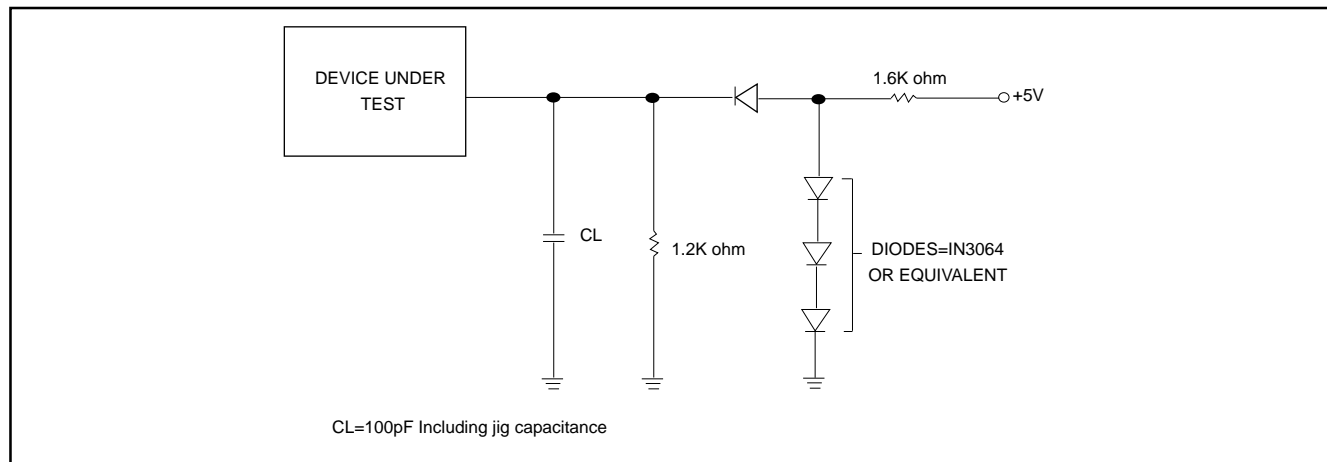 DEVICE UNDER
TEST
1.6K ohm
+5V
CL
1.2K ohm
DIODES=IN3064
OR EQUIVALENT
CL=100pF Including jig capacitance